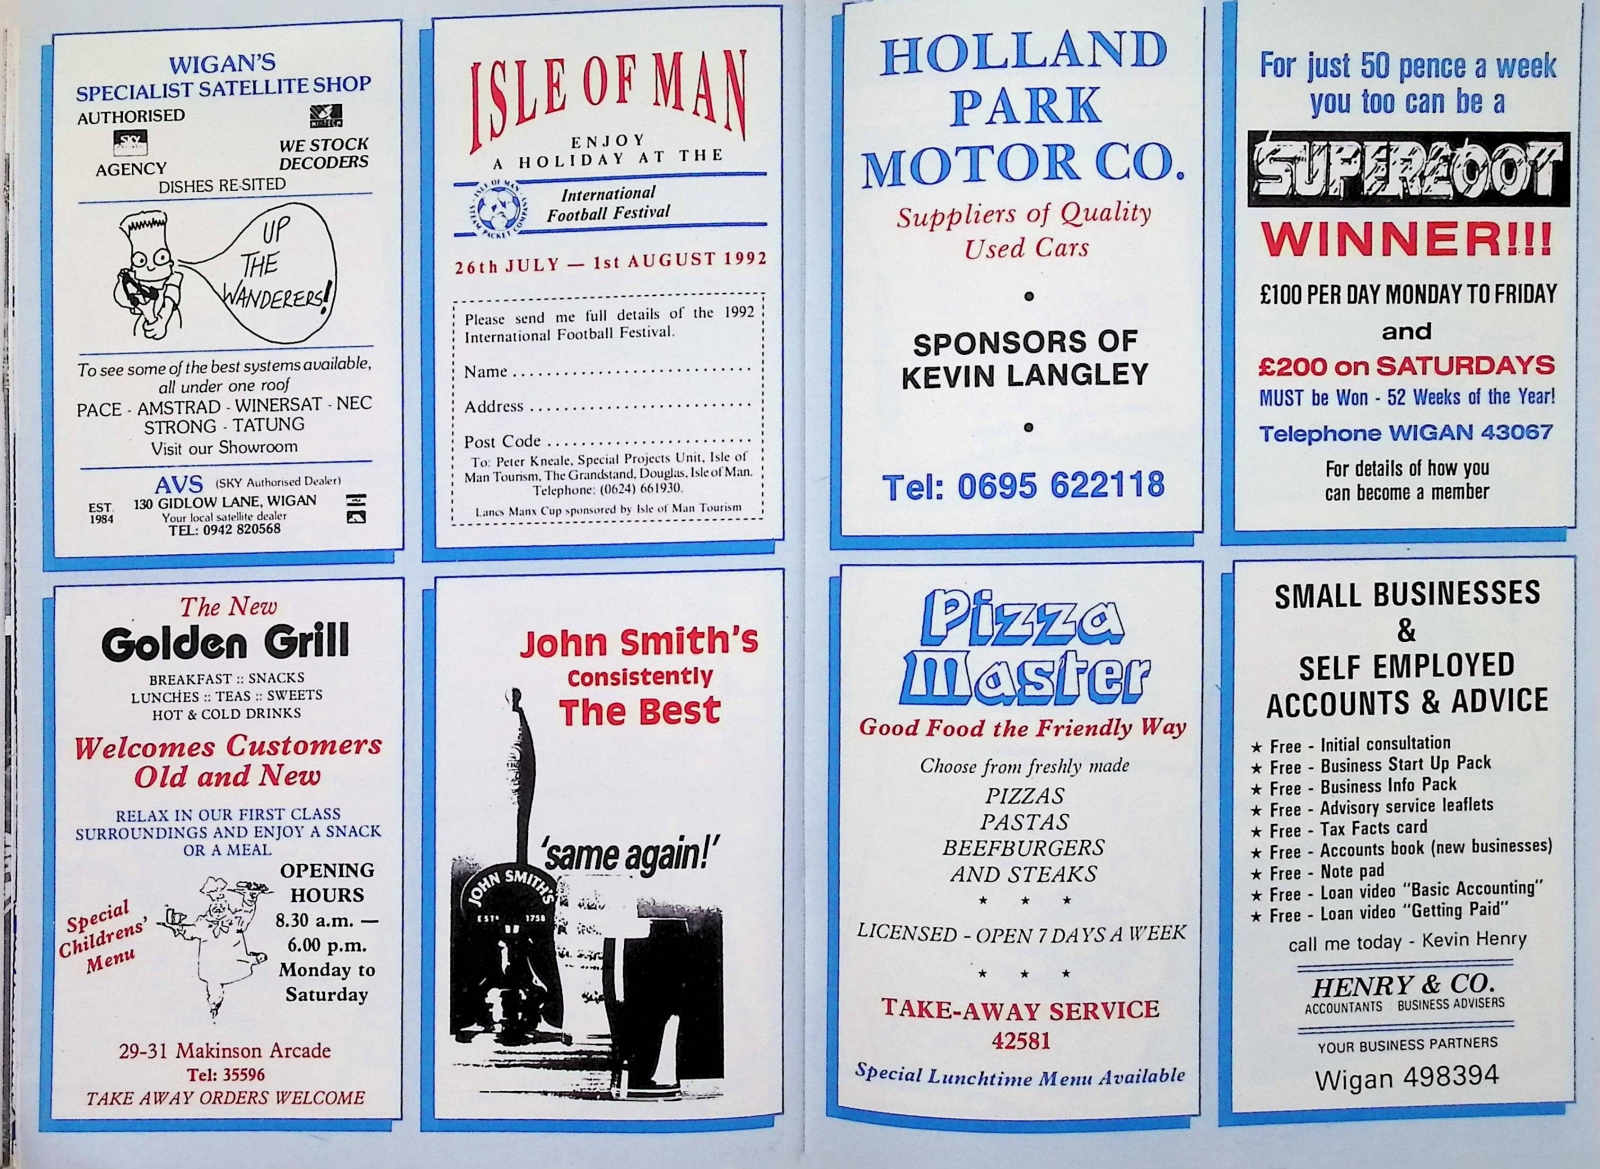 WIGAN'S
SPECIALIST SATELLITE SHOP
AUTHORISED
SKY
AGENCY
WE STOCK
DECODERS
DISHES RE-SITED
UP
THE
WANDERERS!
To see some of the best systems available,
all under one roof
PACE - AMSTRAD - WINERSAT - NEC
STRONG - TATUNG
Visit our Showroom
AVS (SKY Authorised Dealer)
EST.
1984
130 GIDLOW LANE, WIGAN
Your local satellite dealer
TEL: 0942 820568
ISLE OF MAN
ENJOY
A HOLIDAY AT THE
ISLE OF MAN
STEAM PACKET COMPANY
International
Football Festival
26th JULY — 1st AUGUST 1992
Please send me full details of the 1992
International Football Festival.
Name
Address
Post Code
To: Peter Kneale, Special Projects Unit, Isle of
Man Tourism, The Grandstand, Douglas, Isle of Man.
Telephone: (0624) 661930.
Lancs Manx Cup sponsored by Isle of Man Tourism
HOLLAND
PARK
MOTOR CO.
Suppliers of Quality
Used Cars
SPONSORS OF
KEVIN LANGLEY
Tel: 0695 622118
For just 50 pence a week
you too can be a
SUPERLOOT
WINNER!!!
£100 PER DAY MONDAY TO FRIDAY
and
£200 on SATURDAYS
MUST be Won - 52 Weeks of the Year!
Telephone WIGAN 43067
For details of how you
can become a member
The New
Golden Grill
BREAKFAST :: SNACKS
LUNCHES :: TEAS :: SWEETS
HOT & COLD DRINKS
Welcomes Customers
Old and New
RELAX IN OUR FIRST CLASS
SURROUNDINGS AND ENJOY A SNACK
OR A MEAL
Special
Childrens'
Menu
OPENING
HOURS
8.30 a.m. —
6.00 p.m.
Monday to
Saturday
29-31 Makinson Arcade
Tel: 35596
TAKE AWAY ORDERS WELCOME
John Smith's
Consistently
The Best
'same again!'
JOHN SMITH'S
ESTD 1758
Pizza
Master
Good Food the Friendly Way
Choose from freshly made
PIZZAS
PASTAS
BEEFBURGERS
AND STEAKS
★ ★ ★
LICENSED - OPEN 7 DAYS A WEEK
★ ★ ★
TAKE-AWAY SERVICE
42581
Special Lunchtime Menu Available
SMALL BUSINESSES
&
SELF EMPLOYED
ACCOUNTS & ADVICE
★ Free - Initial consultation
★ Free - Business Start Up Pack
★ Free - Business Info Pack
★ Free - Advisory service leaflets
★ Free - Tax Facts card
★ Free - Accounts book (new businesses)
★ Free - Note pad
★ Free - Loan video "Basic Accounting"
★ Free - Loan video "Getting Paid"
call me today - Kevin Henry
HENRY & CO.
ACCOUNTANTS BUSINESS ADVISERS
YOUR BUSINESS PARTNERS
Wigan 498394